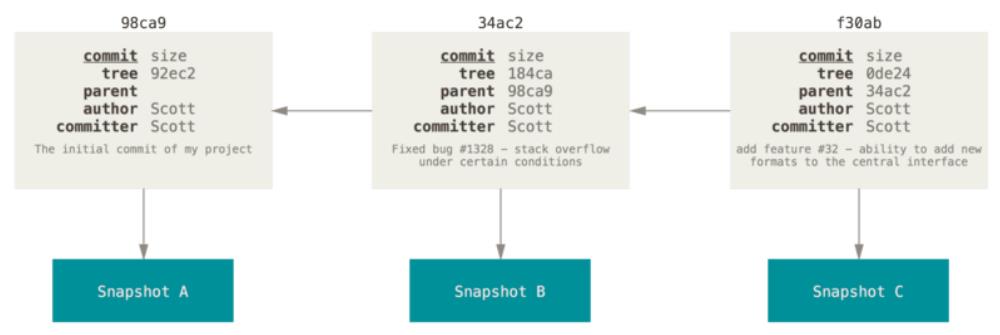 98ca9
commit size
tree 92ec2
parent
author Scott
committer Scott
The initial commit of my project
Snapshot A
34ac2
commit size
tree 184ca
parent 98ca9
author Scott
committer Scott
Fixed bug #1328 – stack overflow
under certain conditions
Snapshot B
f30ab
commit size
tree 0de24
parent 34ac2
author Scott
committer Scott
add feature #32 – ability to add new
formats to the central interface
Snapshot C